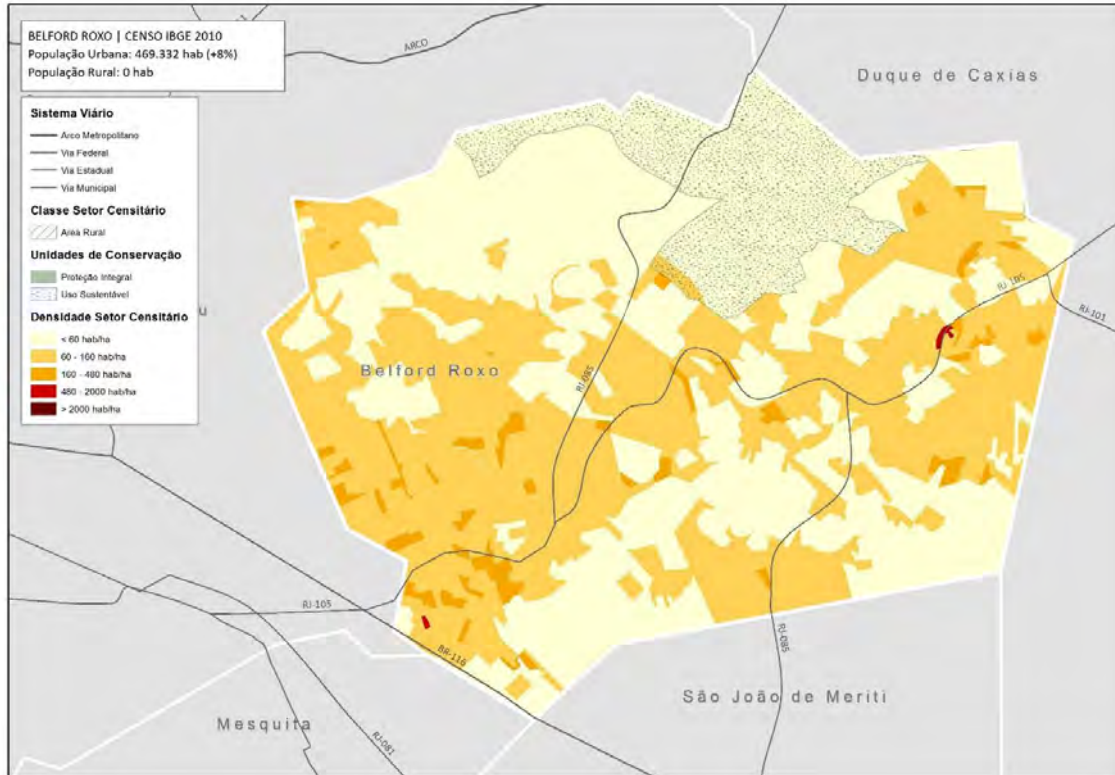 BELFORD ROXO | CENSO IBGE 2010
População Urbana: 469.332 hab (+8%)
População Rural: 0 hab
Sistema Viário
Arco Metropolitano
Via Federal
Via Estadual
Via Municipal
Classe Setor Censitário
Area Rural
Unidades de Conservação
Proteção Integral
Uso Sustentável
Densidade Setor Censitário
< 60 hab/ha
60 - 160 hab/ha
160 - 480 hab/ha
480 - 2000 hab/ha
> 2000 hab/ha
ARCO
Duque de Caxias
u
RJ-105
RJ-101
Belford Roxo
RJ-085
RJ-105
BR-116
RJ-085
São João de Meriti
Mesquita
RJ-081